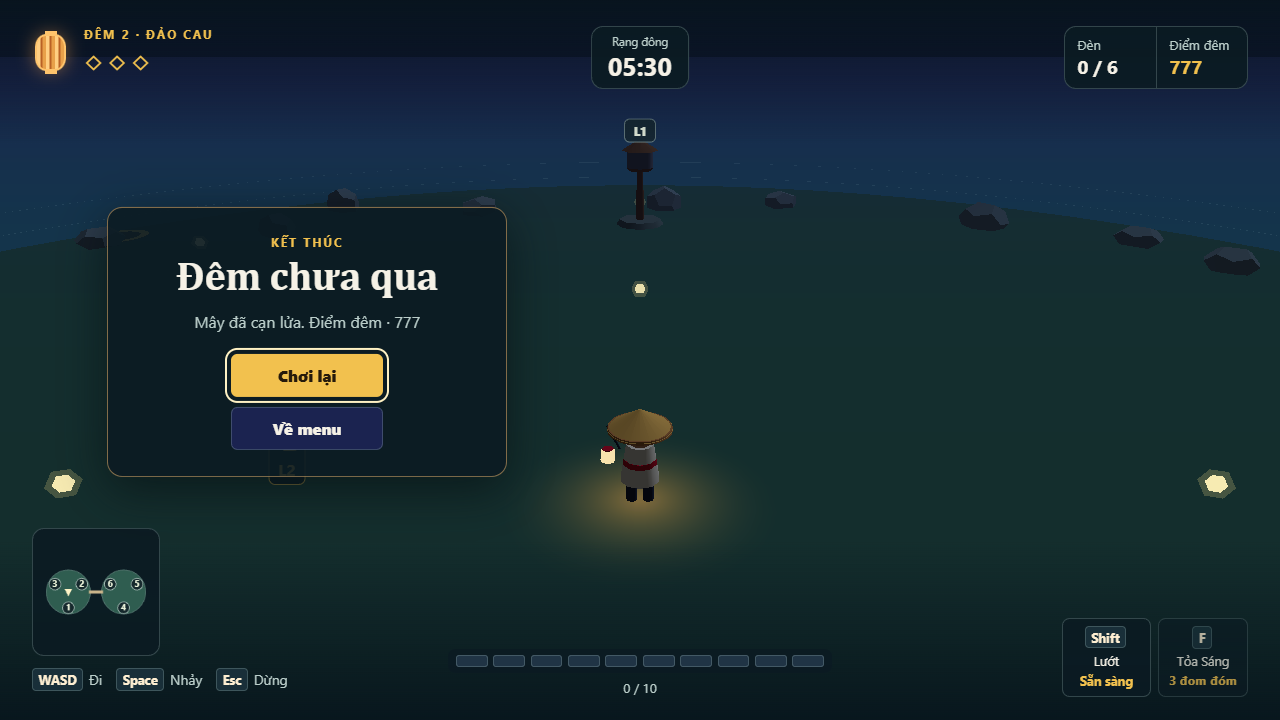 ĐÊM 2 · ĐẢO CAU
Rạng đông
05:30
Đèn
0 / 6
Điểm đêm
777
L1
KẾT THÚC
Đêm chưa qua
Mây đã cạn lửa. Điểm đêm · 777
Chơi lại
Về menu
L2
3 2 6 5
1 4
WASD Đi Space Nhảy Esc Dừng
0 / 10
Shift
Lướt
Sẵn sàng
F
Tỏa Sáng
3 đom đóm